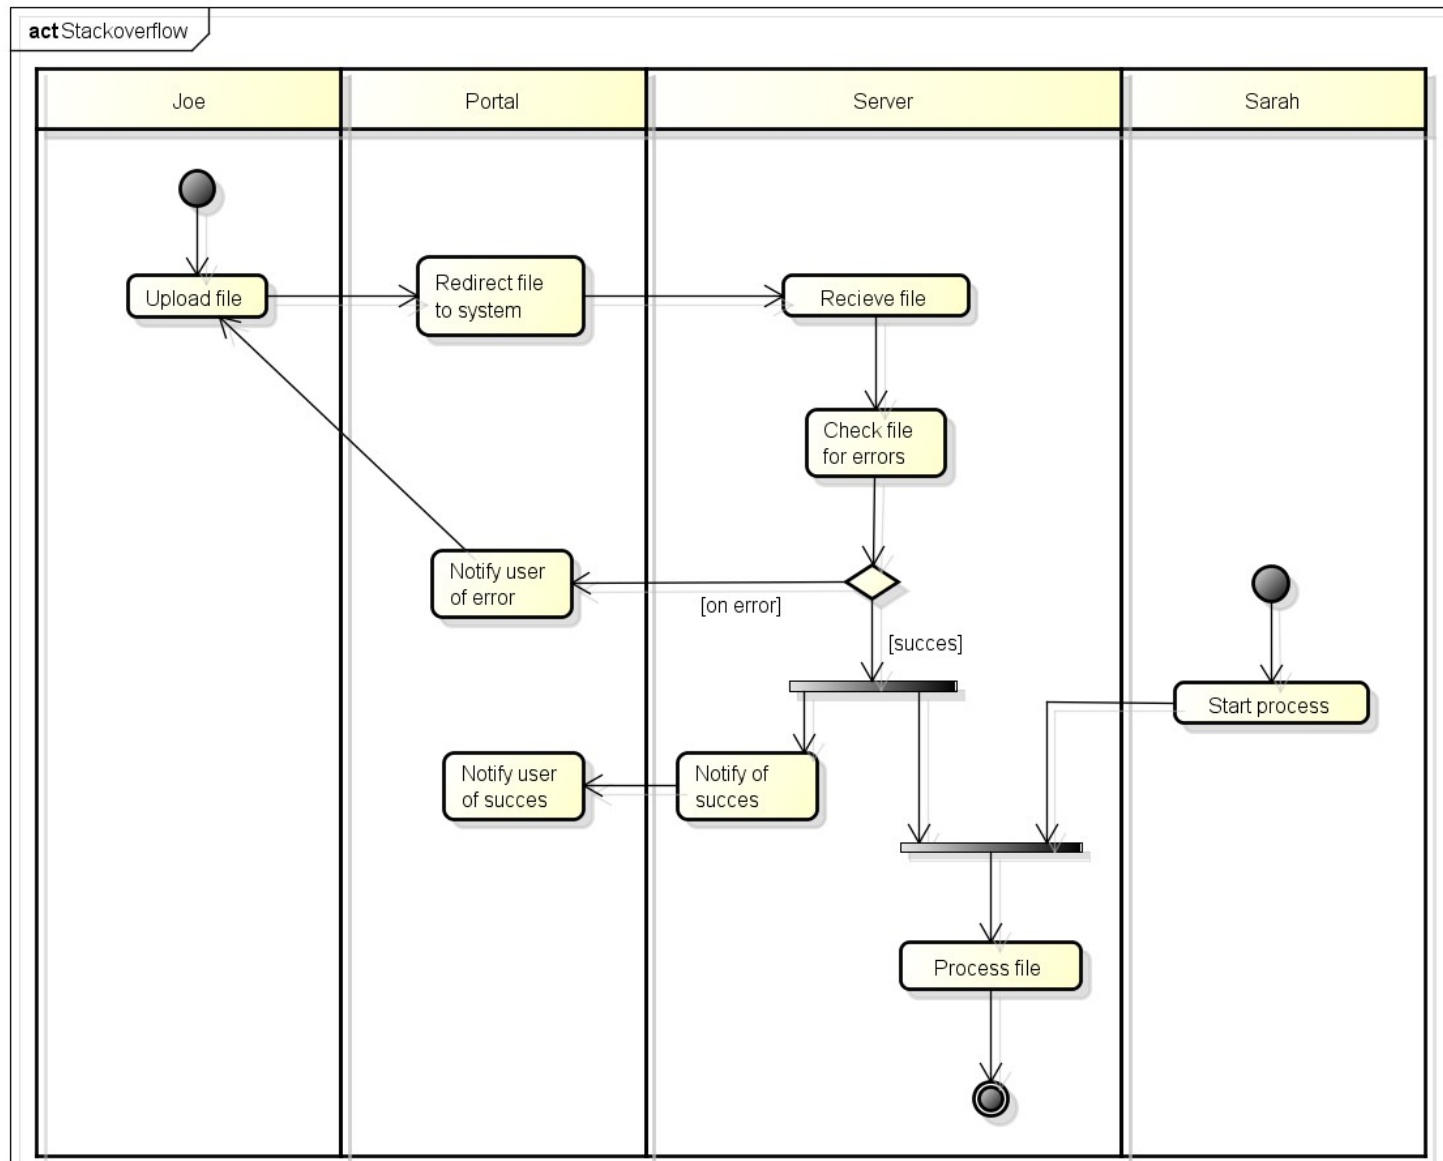 act Stackoverflow
Joe
Portal
Server
Sarah
Upload file
Redirect file
to system
Recieve file
Check file
for errors
Notify user
of error
[on error]
[succes]
Start process
Notify user
of succes
Notify of
succes
Process file